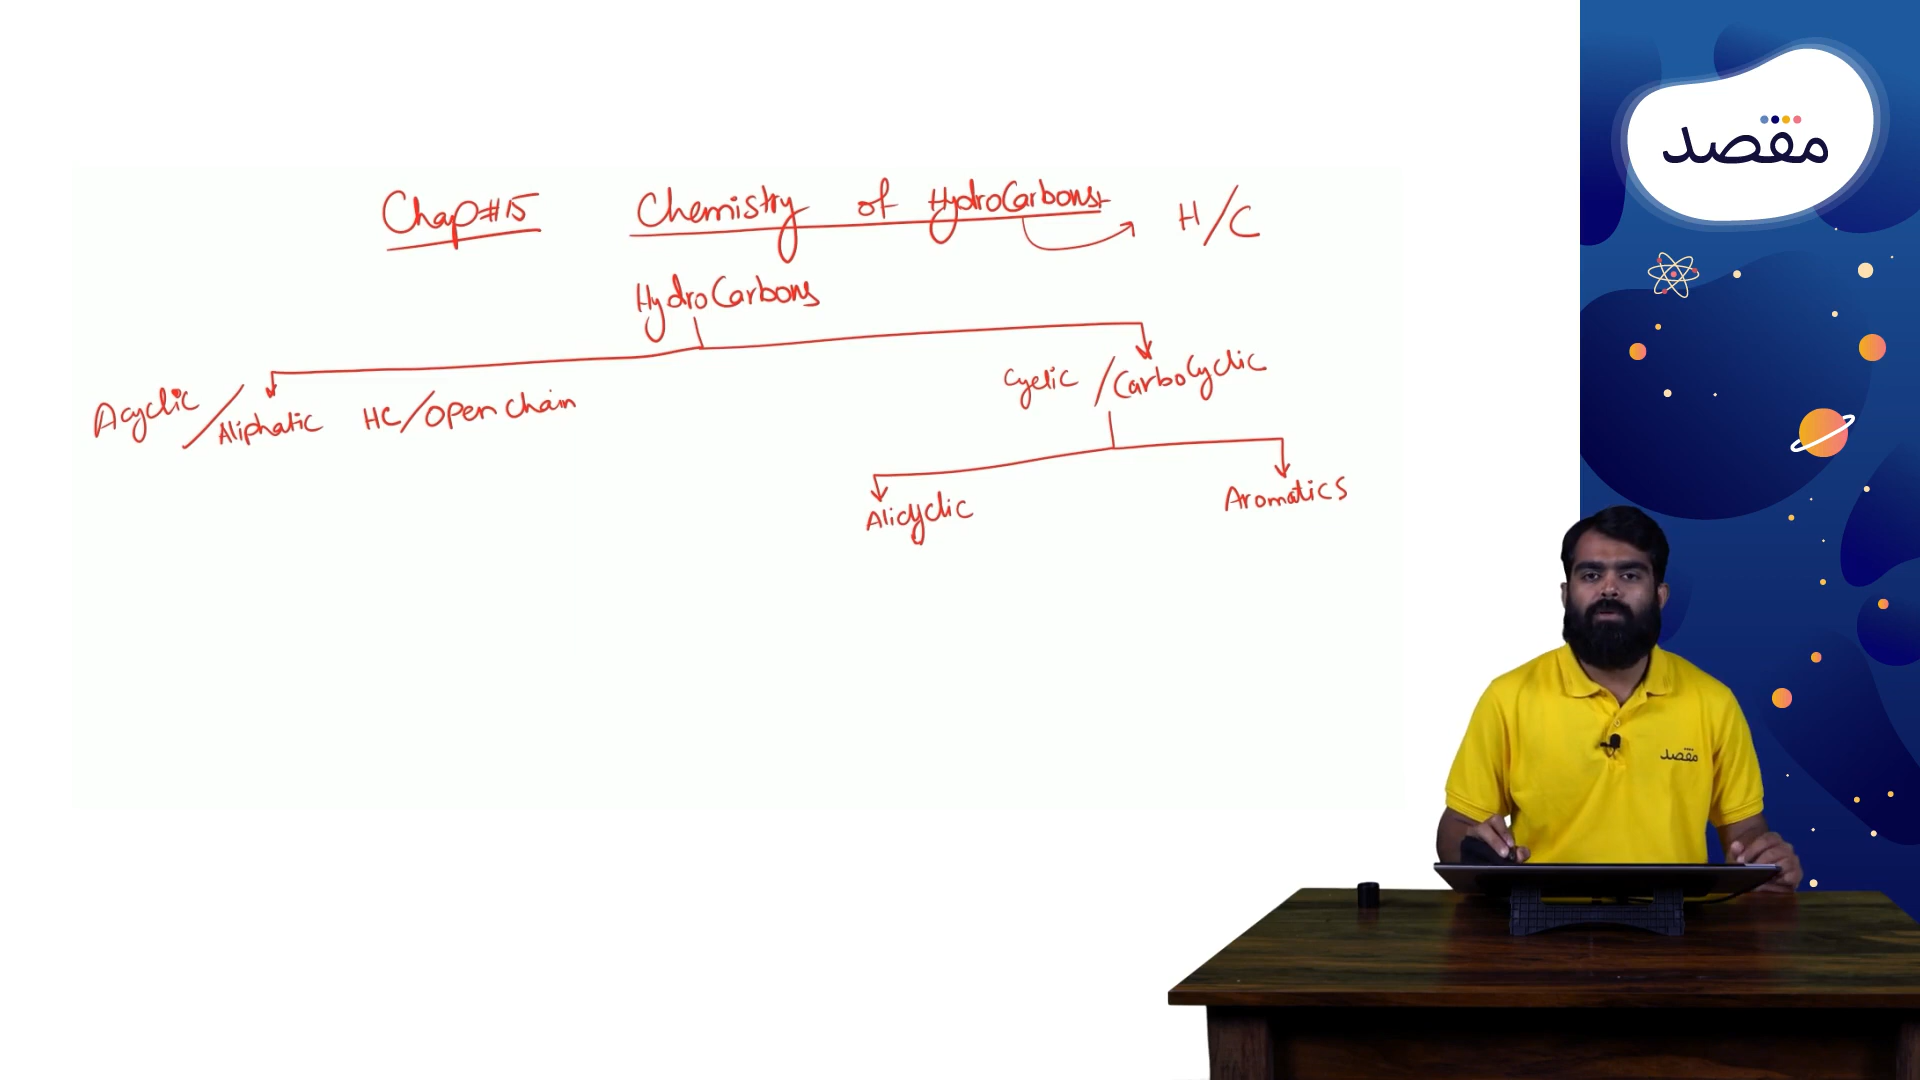 مقصد
Chap#15 Chemistry of HydroCarbons H/C
HydroCarbons
Acyclic/Aliphatic HC/Open chain
Cyclic/CarboCyclic
Alicyclic
Aromatics
مقصد